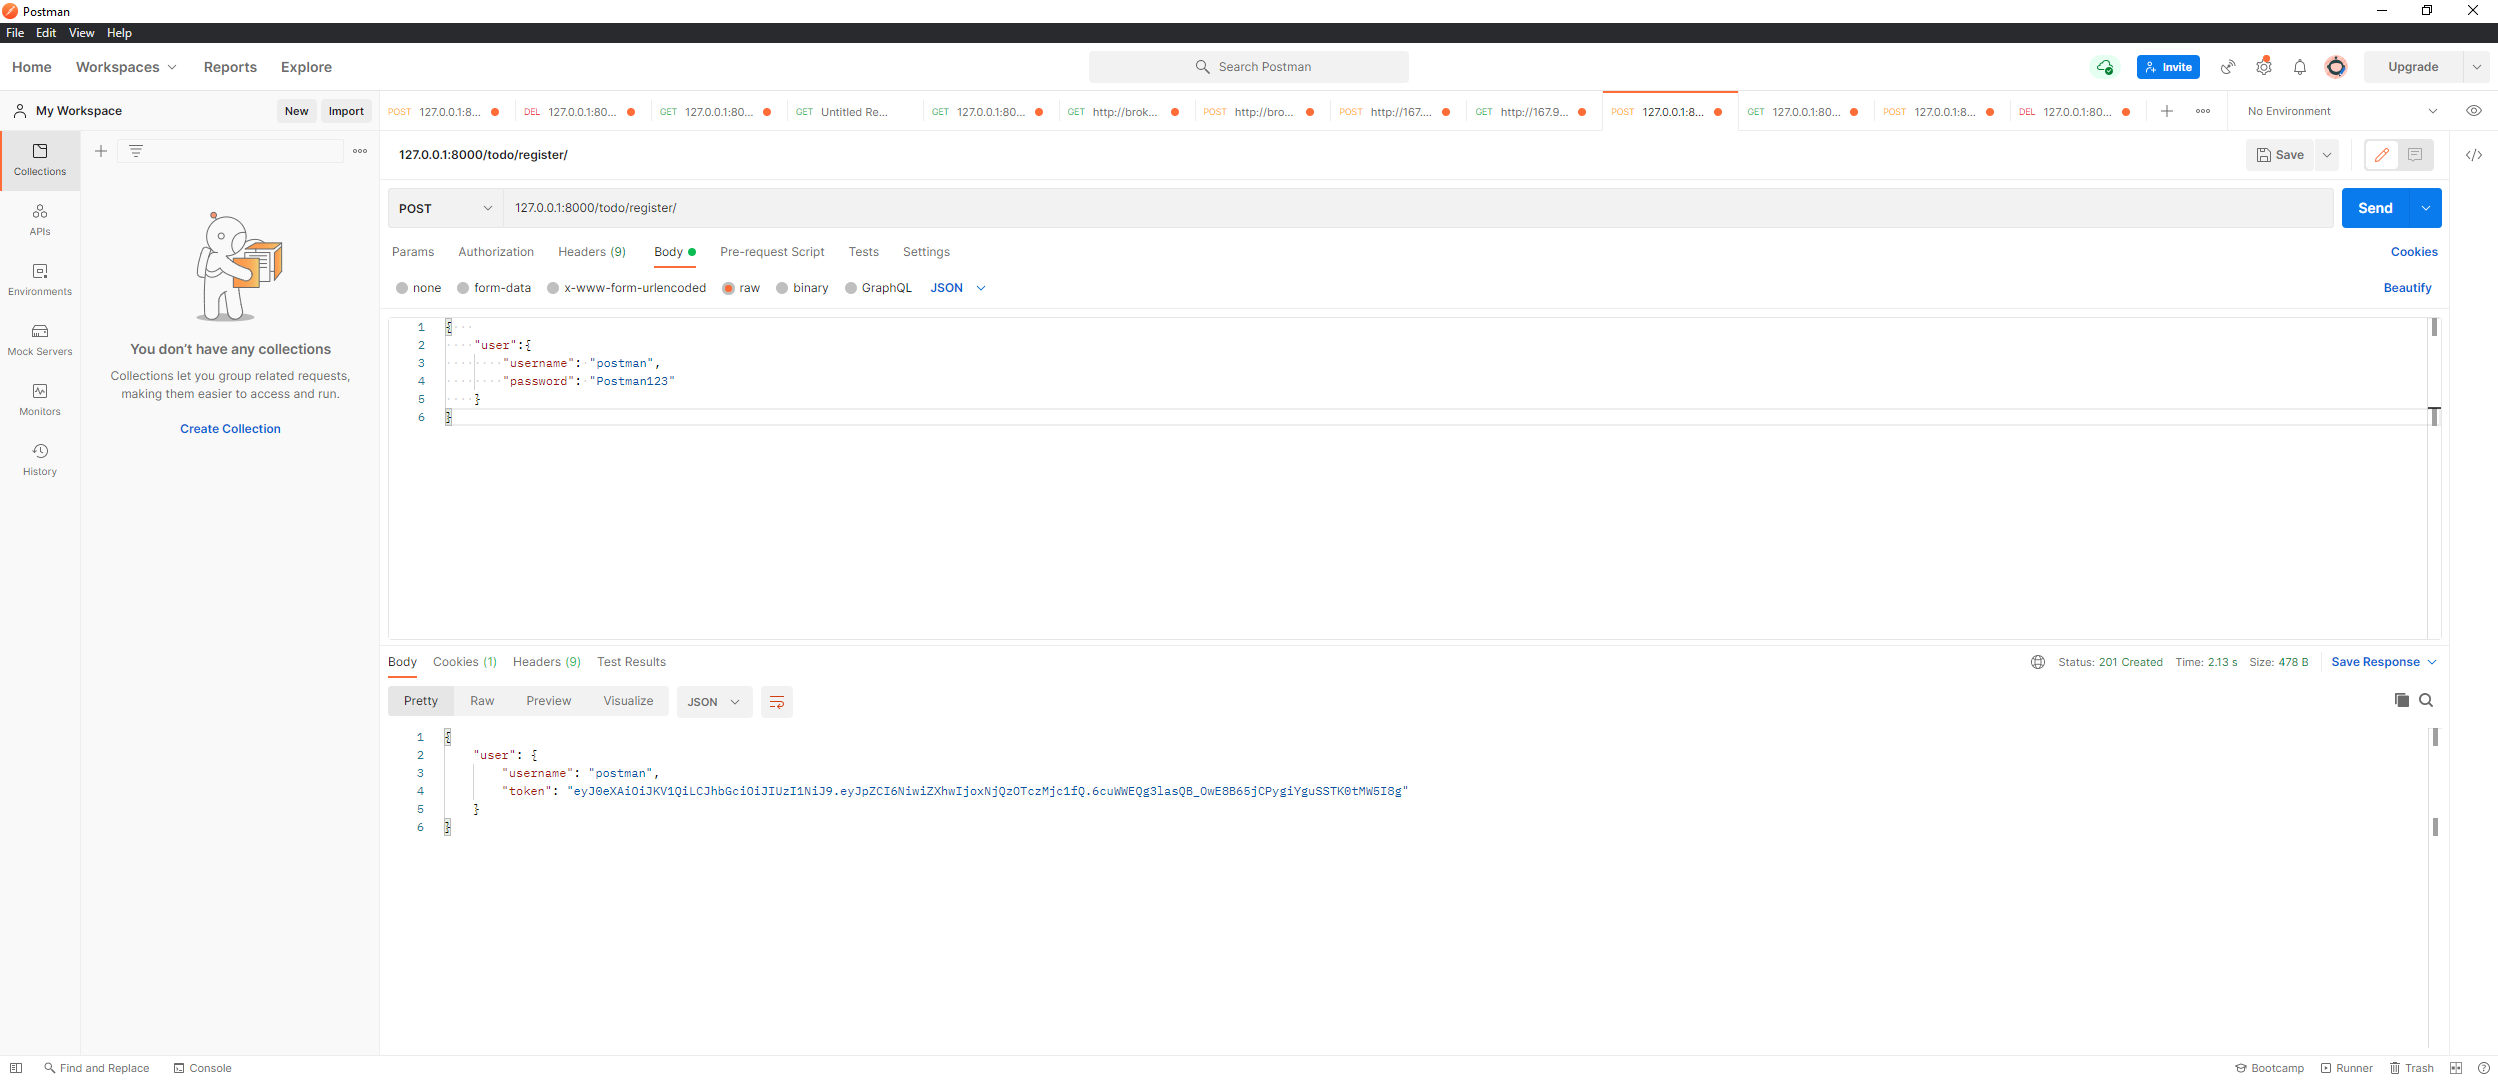 Postman
File Edit View Help
Home Workspaces Reports Explore Search Postman Invite Upgrade
My Workspace New Import
POST 127.0.0.1:8... DEL 127.0.0.1:80... GET 127.0.0.1:80... GET Untitled Re... GET 127.0.0.1:80... GET http://brok... POST http://bro... POST http://167.... GET http://167.9... POST 127.0.0.1:8... GET 127.0.0.1:80... POST 127.0.0.1:8... DEL 127.0.0.1:80... No Environment
Collections
APIs
Environments
Mock Servers
Monitors
History
You don't have any collections
Collections let you group related requests,
making them easier to access and run.
Create Collection
127.0.0.1:8000/todo/register/ Save
POST 127.0.0.1:8000/todo/register/ Send
Params Authorization Headers (9) Body Pre-request Script Tests Settings Cookies
none form-data x-www-form-urlencoded raw binary GraphQL JSON Beautify
1 {
2 "user":{
3 "username": "postman",
4 "password": "Postman123"
5 }
6 }
Body Cookies (1) Headers (9) Test Results Status: 201 Created Time: 2.13 s Size: 478 B Save Response
Pretty Raw Preview Visualize JSON
1 {
2 "user": {
3 "username": "postman",
4 "token": "eyJ0eXAiOiJKV1QiLCJhbGciOiJIUzI1NiJ9.eyJpZCI6NiwiZXhwIjoxNjQzOTczMjc1fQ.6cuWWEQg3lasQB_OwE8B65jCPygiYguSSTK0tMW5I8g"
5 }
6 }
Find and Replace Console Bootcamp Runner Trash